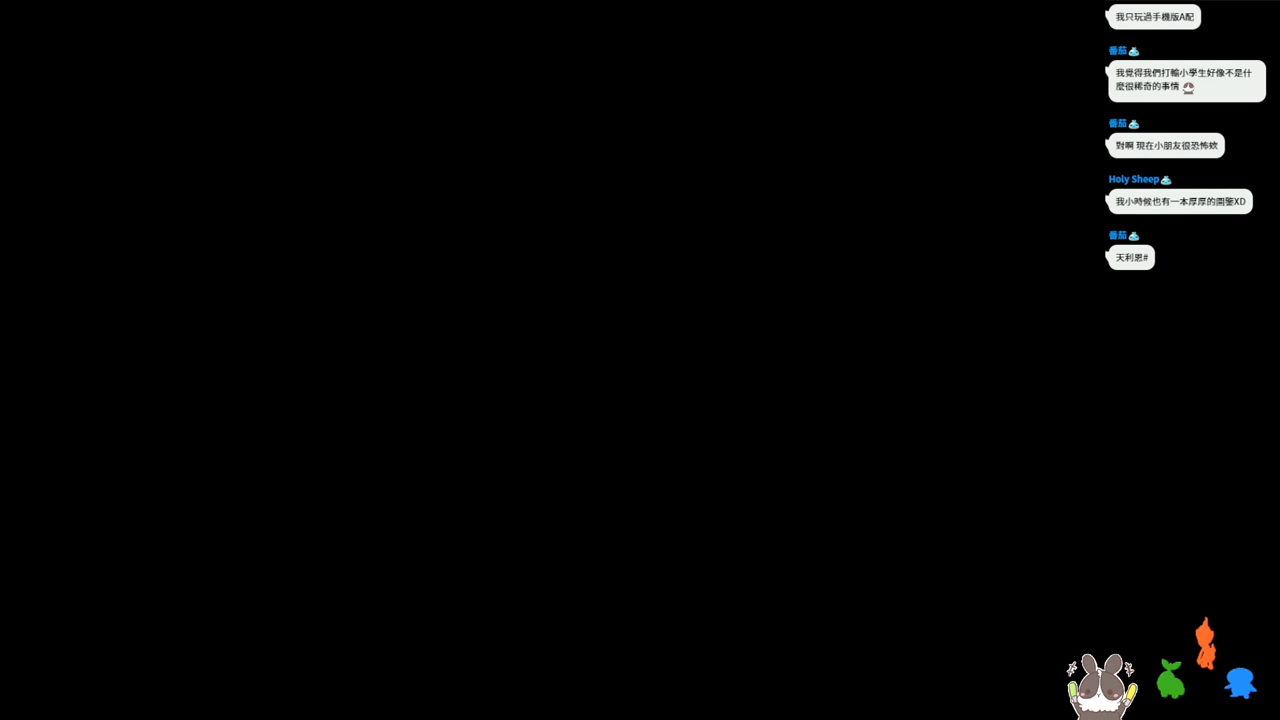 我只玩過手機版A配
番茄
我覺得我們打輸小學生好像不是什
麼很稀奇的事情
番茄
對啊 現在小朋友很恐怖欸
Holy Sheep
我小時候也有一本厚厚的圖鑒XD
番茄
天利恩#